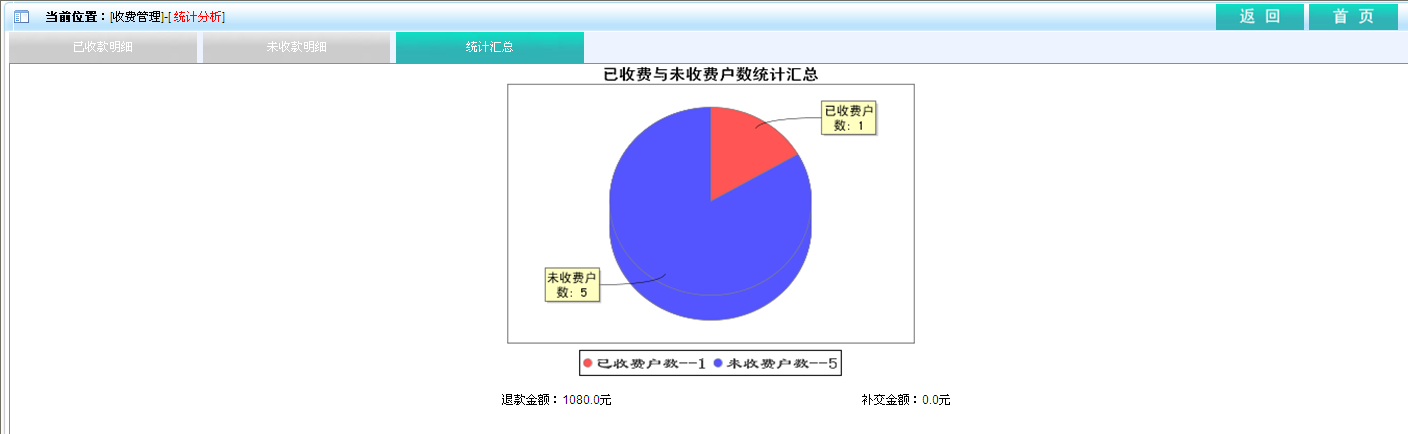 当前位置：[收费管理]-[ 统计分析]
返 回
首 页
已收款明细
未收款明细
统计汇总
已收费与未收费户数统计汇总
已收费户
数: 1
未收费户
数: 5
已收费户数--1 未收费户数--5
退款金额：1080.0元
补交金额：0.0元